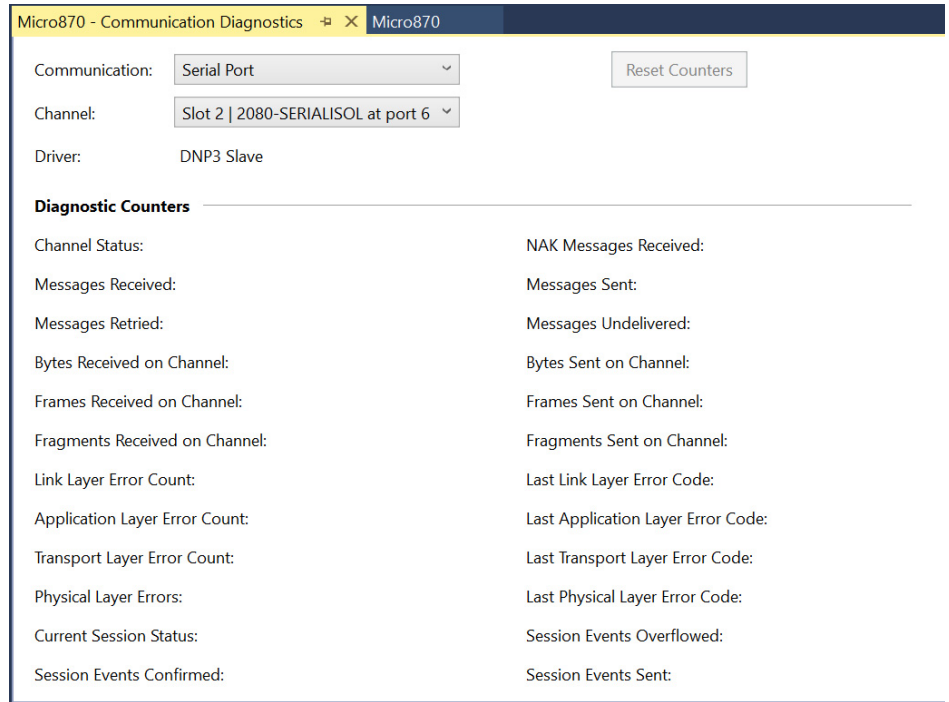 Micro870 - Communication Diagnostics Micro870
Communication: Serial Port Reset Counters
Channel: Slot 2 | 2080-SERIALISOL at port 6
Driver: DNP3 Slave
Diagnostic Counters
Channel Status: NAK Messages Received:
Messages Received: Messages Sent:
Messages Retried: Messages Undelivered:
Bytes Received on Channel: Bytes Sent on Channel:
Frames Received on Channel: Frames Sent on Channel:
Fragments Received on Channel: Fragments Sent on Channel:
Link Layer Error Count: Last Link Layer Error Code:
Application Layer Error Count: Last Application Layer Error Code:
Transport Layer Error Count: Last Transport Layer Error Code:
Physical Layer Errors: Last Physical Layer Error Code:
Current Session Status: Session Events Overflowed:
Session Events Confirmed: Session Events Sent: